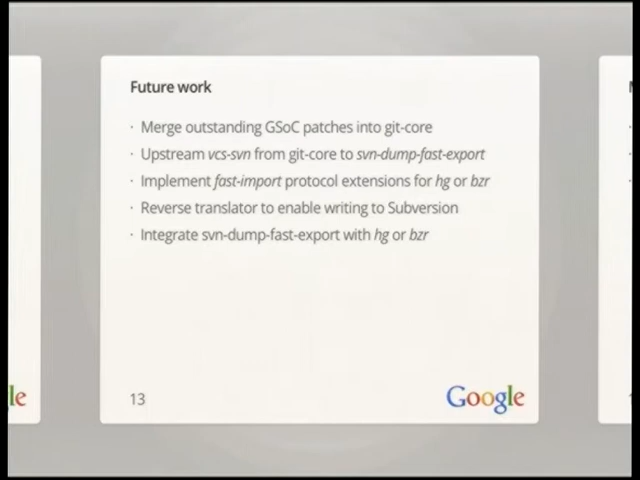 Future work
· Merge outstanding GSoC patches into git-core
· Upstream vcs-svn from git-core to svn-dump-fast-export
· Implement fast-import protocol extensions for hg or bzr
· Reverse translator to enable writing to Subversion
· Integrate svn-dump-fast-export with hg or bzr
le
13
Google